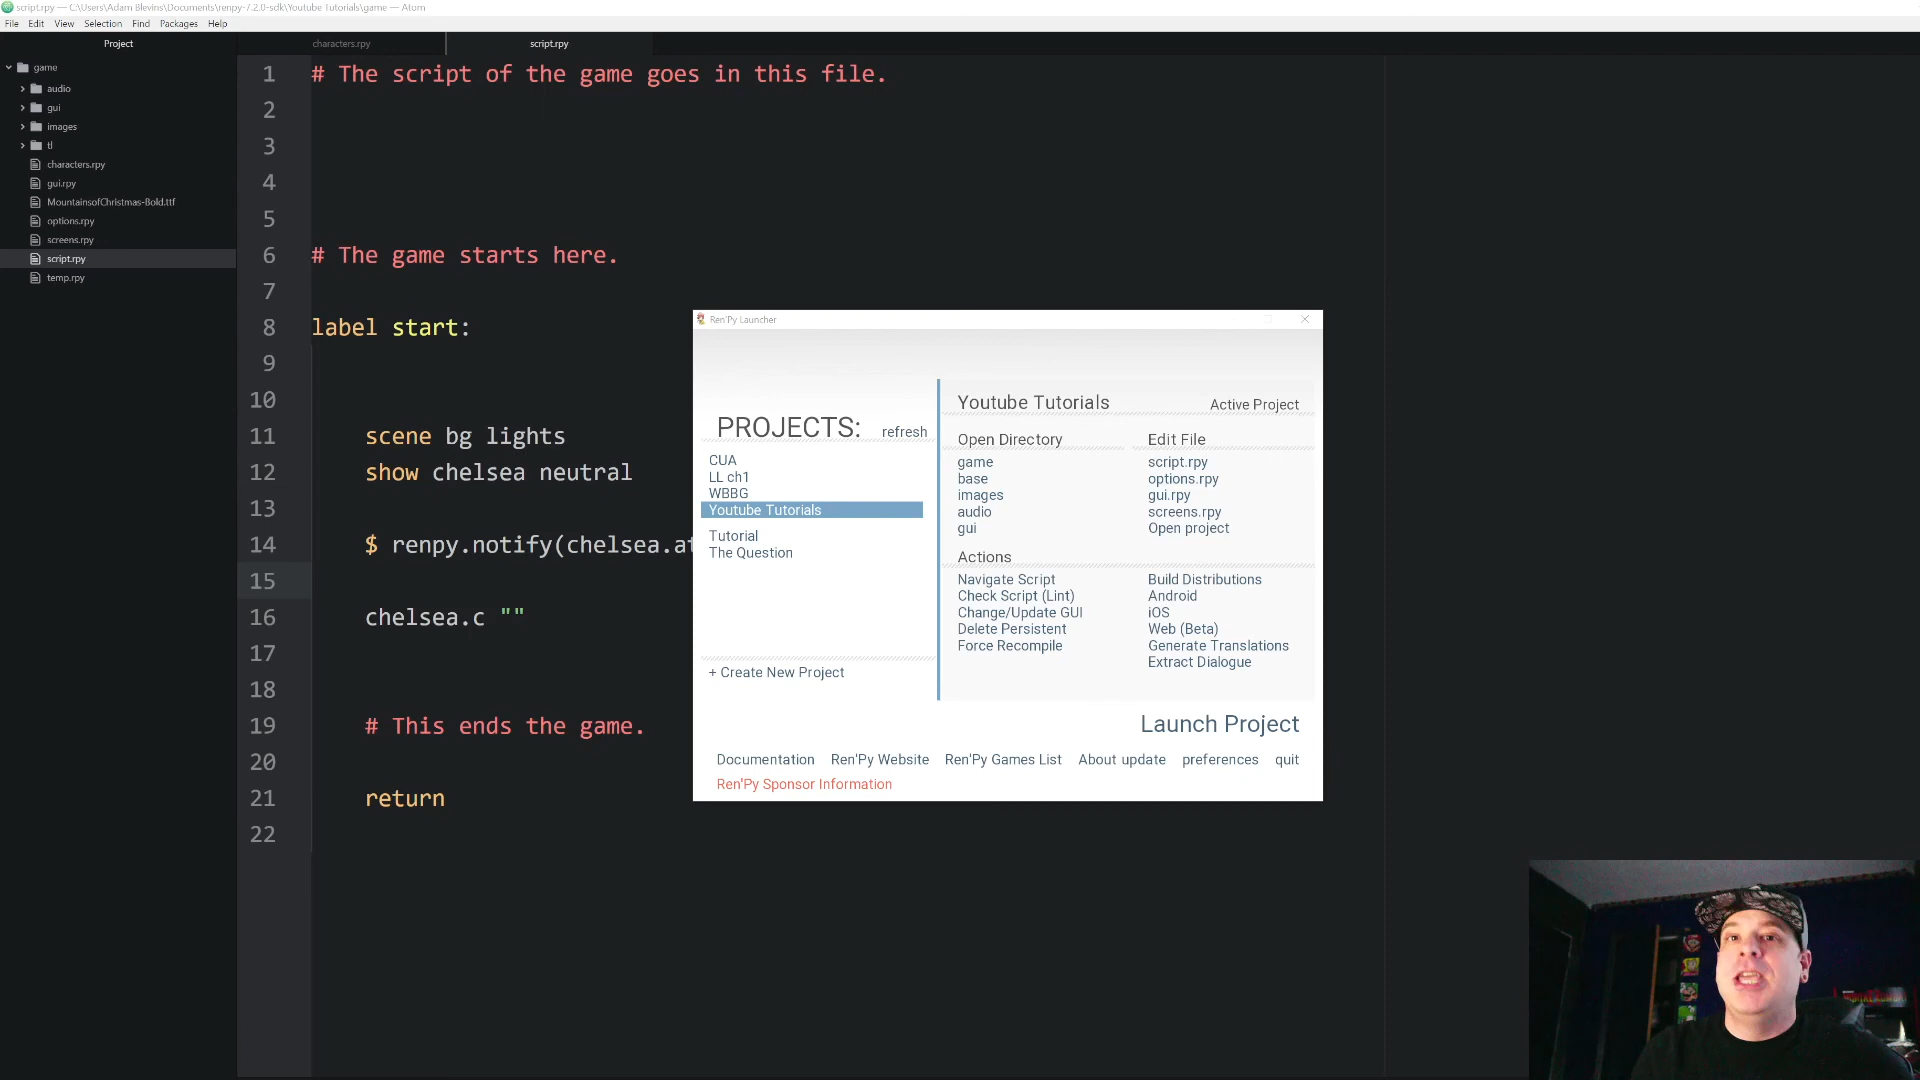 script.rpy — C:\Users\Adam Blevins\Documents\renpy-7.2.0-sdk\Youtube Tutorials\game — Atom
File Edit View Selection Find Packages Help
Project
characters.rpy
script.rpy
game
audio
gui
images
tl
characters.rpy
gui.rpy
MountainsofChristmas-Bold.ttf
options.rpy
screens.rpy
script.rpy
temp.rpy
1 # The script of the game goes in this file.
2
3
4
5
6 # The game starts here.
7
8 label start:
9
10
11 scene bg lights
12 show chelsea neutral
13
14 $ renpy.notify(chelsea.at
15
16 chelsea.c ""
17
18
19 # This ends the game.
20
21 return
22
Ren'Py Launcher
PROJECTS: refresh
CUA
LL ch1
WBBG
Youtube Tutorials
Tutorial
The Question
+ Create New Project
Youtube Tutorials Active Project
Open Directory
game
base
images
audio
gui
Edit File
script.rpy
options.rpy
gui.rpy
screens.rpy
Open project
Actions
Navigate Script
Check Script (Lint)
Change/Update GUI
Delete Persistent
Force Recompile
Build Distributions
Android
iOS
Web (Beta)
Generate Translations
Extract Dialogue
Launch Project
Documentation Ren'Py Website Ren'Py Games List About update preferences quit
Ren'Py Sponsor Information